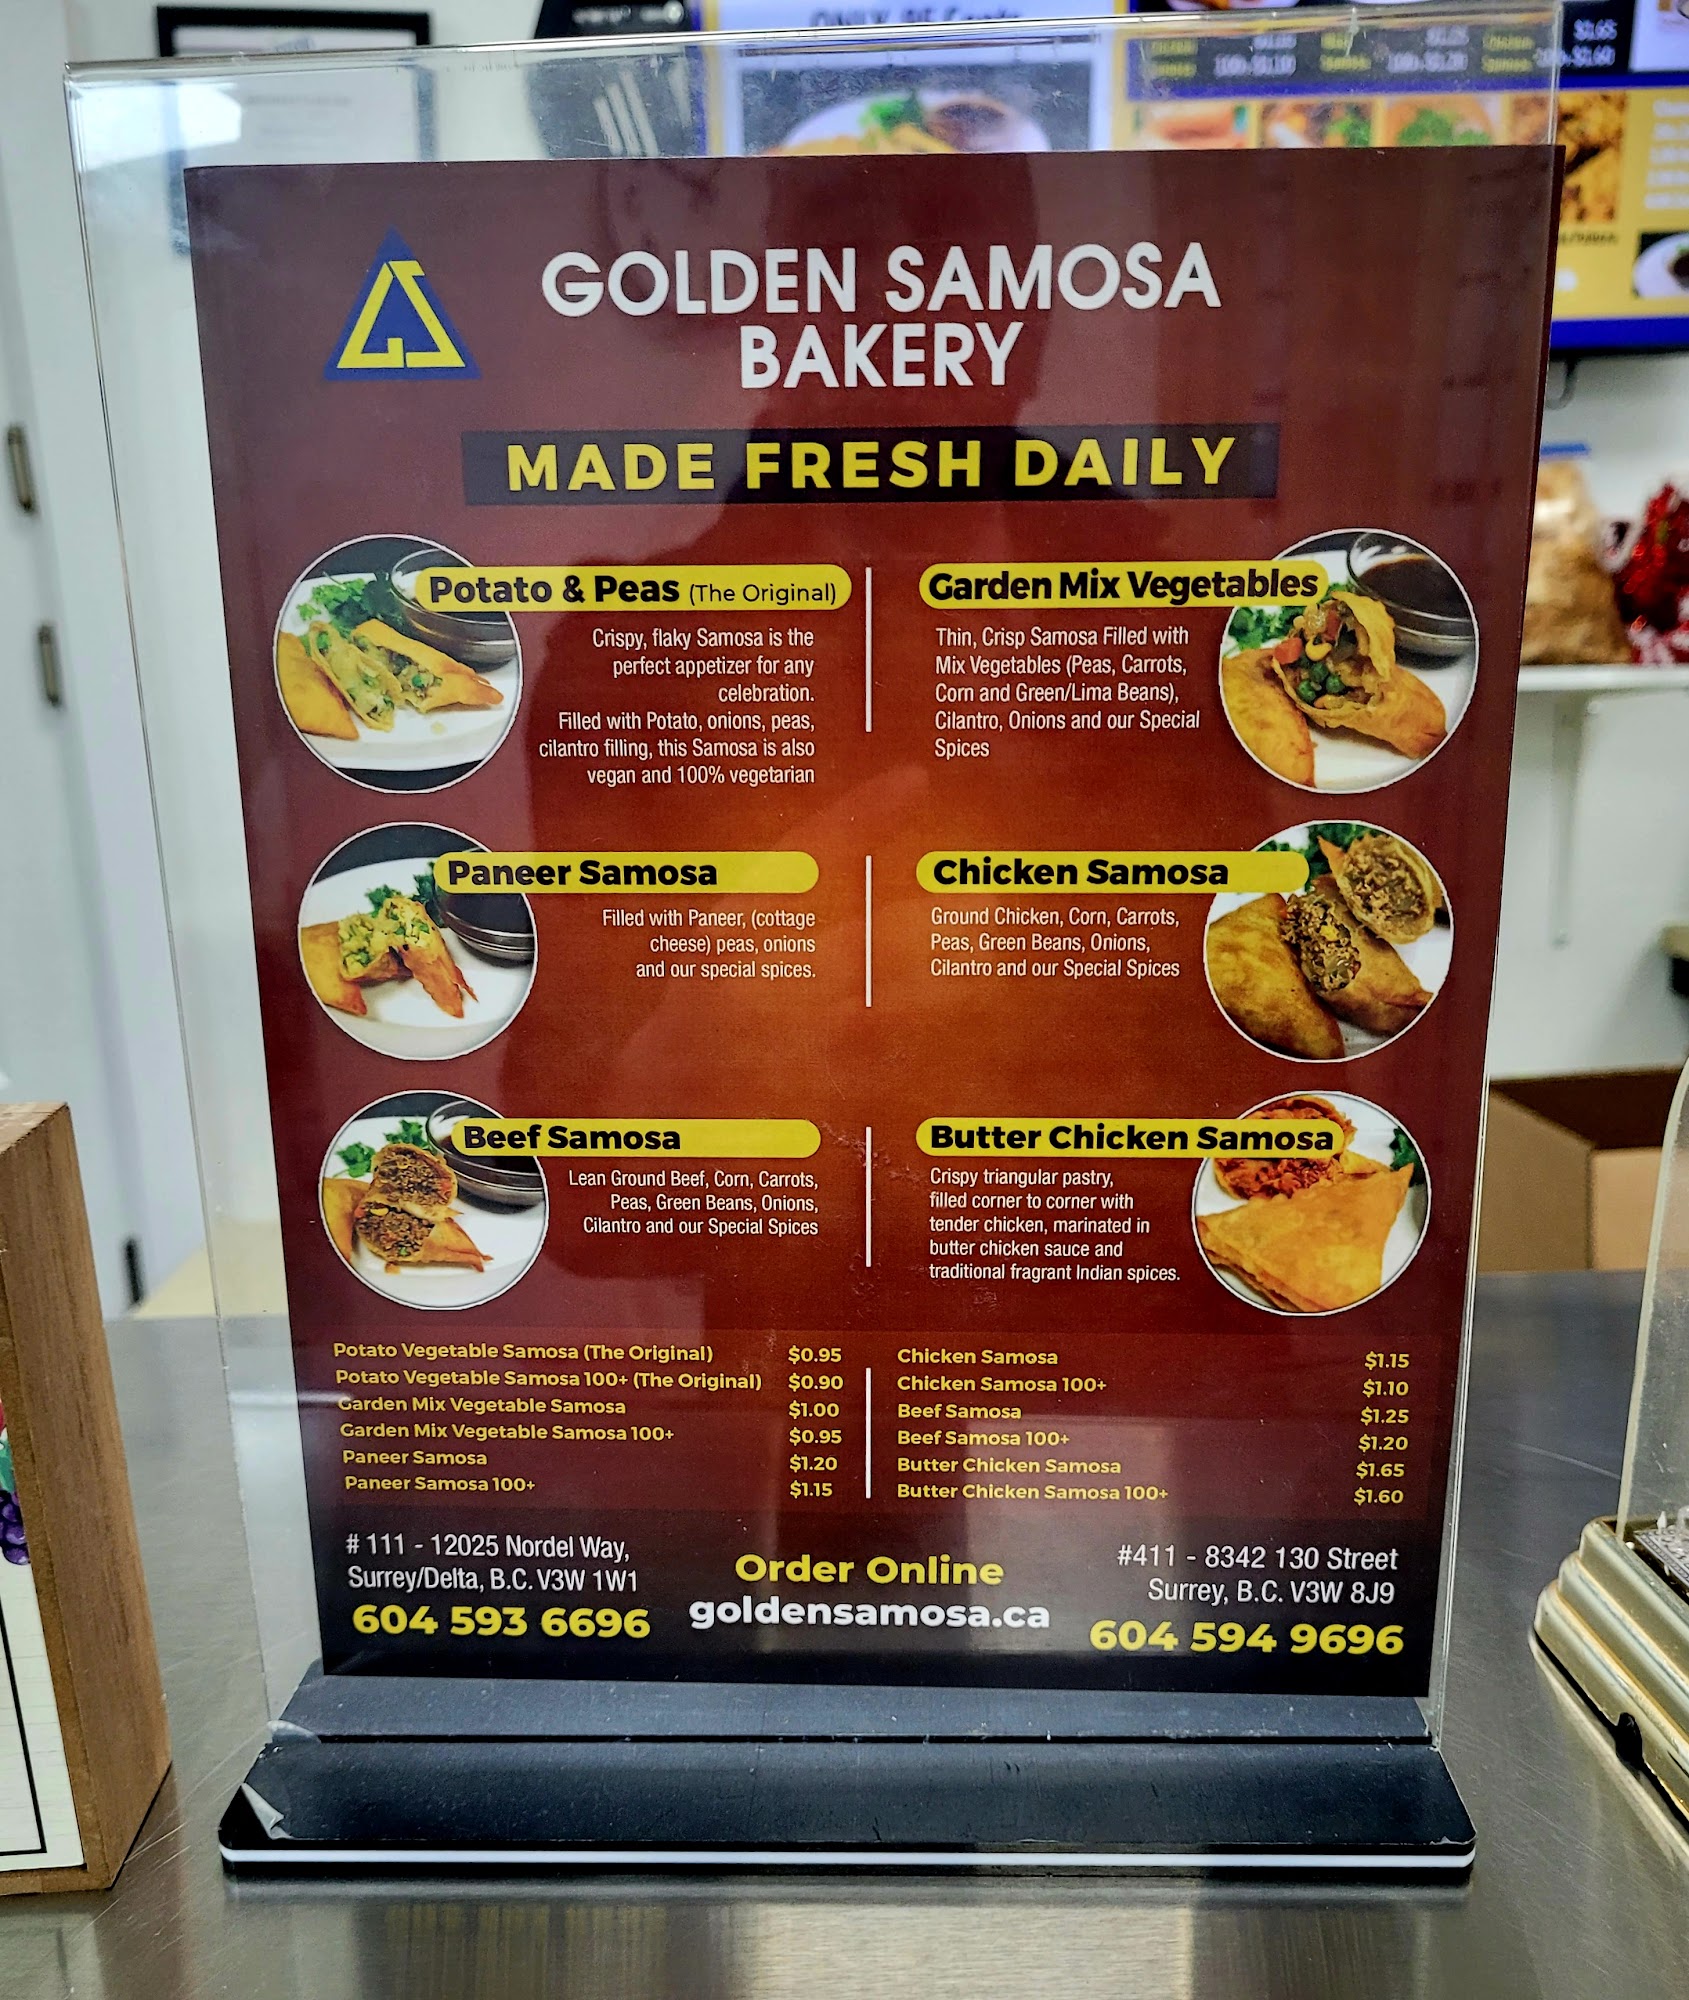 GOLDEN SAMOSA
BAKERY
MADE FRESH DAILY
Potato & Peas (The Original)
Crispy, flaky Samosa is the
perfect appetizer for any
celebration.
Filled with Potato, onions, peas,
cilantro filling, this Samosa is also
vegan and 100% vegetarian
Garden Mix Vegetables
Thin, Crisp Samosa Filled with
Mix Vegetables (Peas, Carrots,
Corn and Green/Lima Beans),
Cilantro, Onions and our Special
Spices
Paneer Samosa
Filled with Paneer, (cottage
cheese) peas, onions
and our special spices.
Chicken Samosa
Ground Chicken, Corn, Carrots,
Peas, Green Beans, Onions,
Cilantro and our Special Spices
Beef Samosa
Lean Ground Beef, Corn, Carrots,
Peas, Green Beans, Onions,
Cilantro and our Special Spices
Butter Chicken Samosa
Crispy triangular pastry,
filled corner to corner with
tender chicken, marinated in
butter chicken sauce and
traditional fragrant Indian spices.
Potato Vegetable Samosa (The Original) $0.95
Potato Vegetable Samosa 100+ (The Original) $0.90
Garden Mix Vegetable Samosa $1.00
Garden Mix Vegetable Samosa 100+ $0.95
Paneer Samosa $1.20
Paneer Samosa 100+ $1.15
Chicken Samosa $1.15
Chicken Samosa 100+ $1.10
Beef Samosa $1.25
Beef Samosa 100+ $1.20
Butter Chicken Samosa $1.65
Butter Chicken Samosa 100+ $1.60
# 111 - 12025 Nordel Way,
Surrey/Delta, B.C. V3W 1W1
604 593 6696
Order Online
goldensamosa.ca
#411 - 8342 130 Street
Surrey, B.C. V3W 8J9
604 594 9696